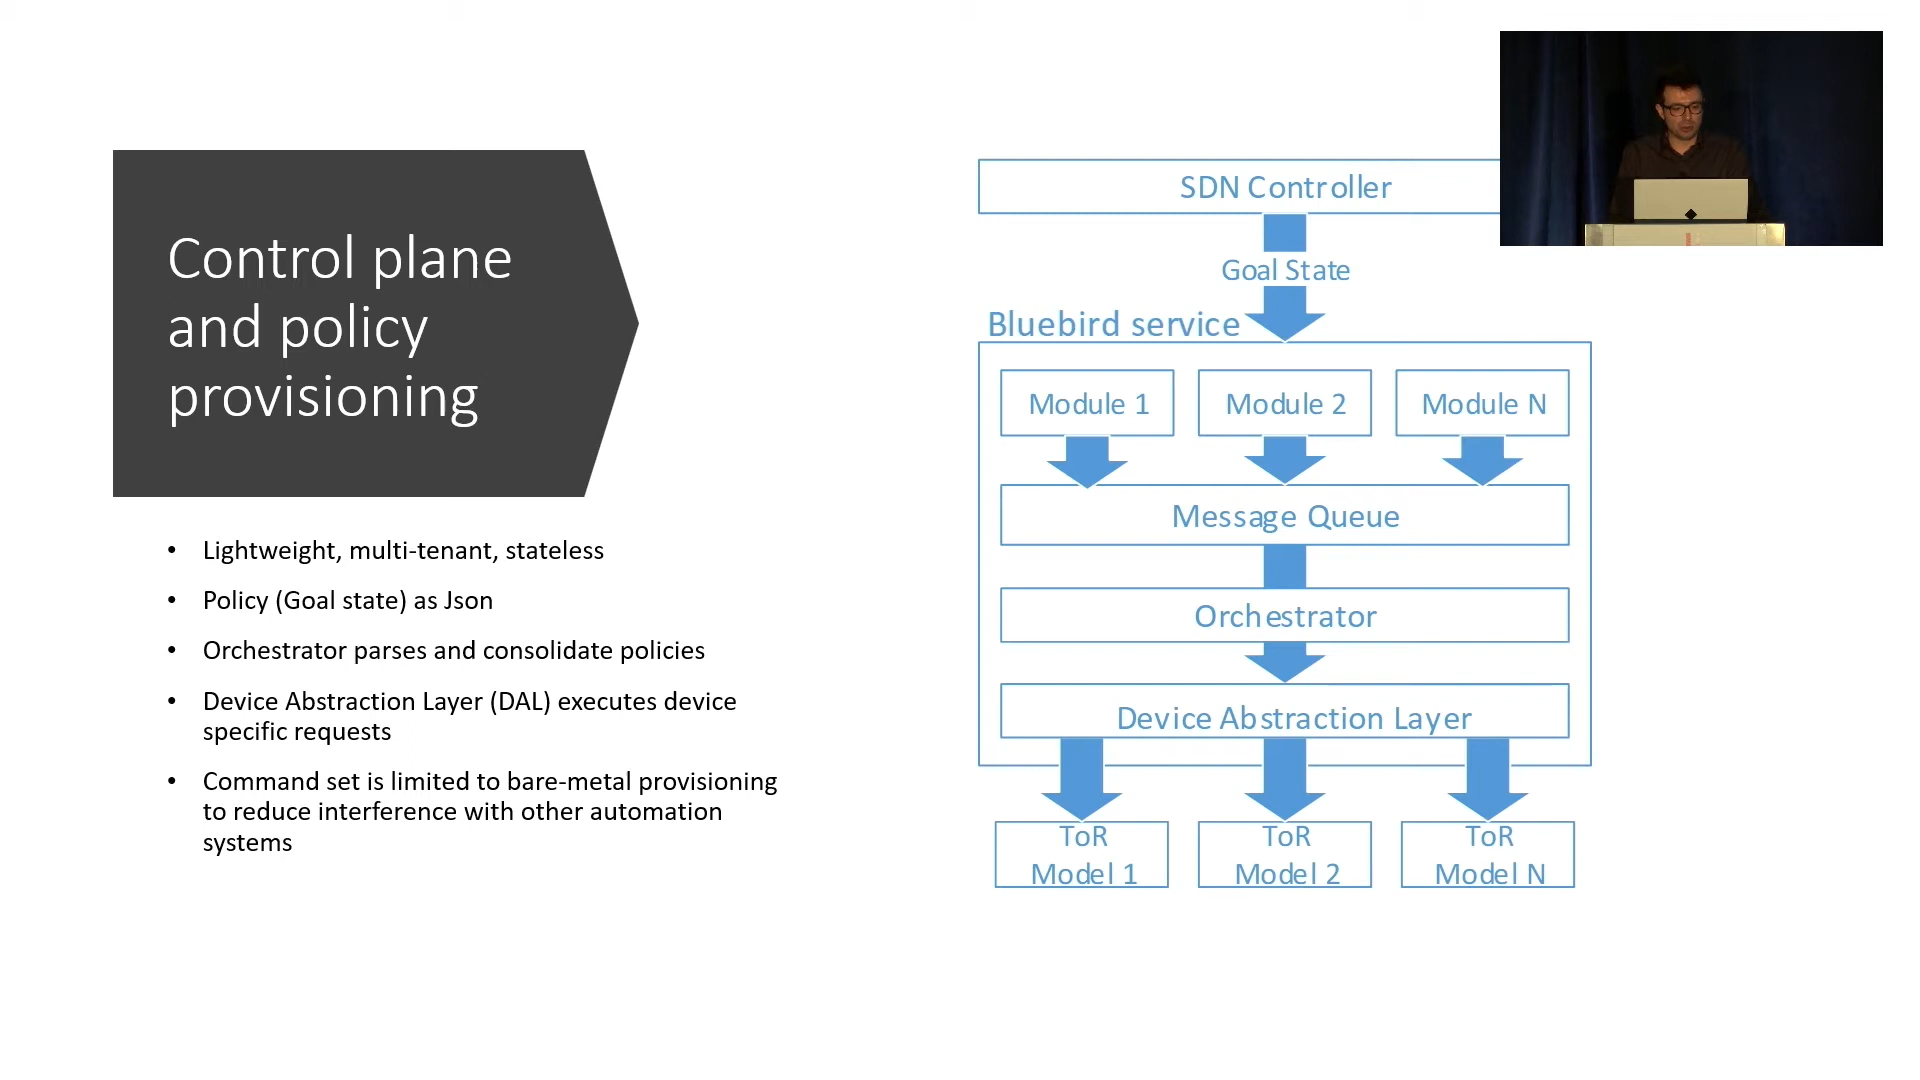 Control plane
and policy
provisioning
• Lightweight, multi-tenant, stateless
• Policy (Goal state) as Json
• Orchestrator parses and consolidate policies
• Device Abstraction Layer (DAL) executes device
specific requests
• Command set is limited to bare-metal provisioning
to reduce interference with other automation
systems
SDN Controller
Goal State
Bluebird service
Module 1
Module 2
Module N
Message Queue
Orchestrator
Device Abstraction Layer
ToR
Model 1
ToR
Model 2
ToR
Model N